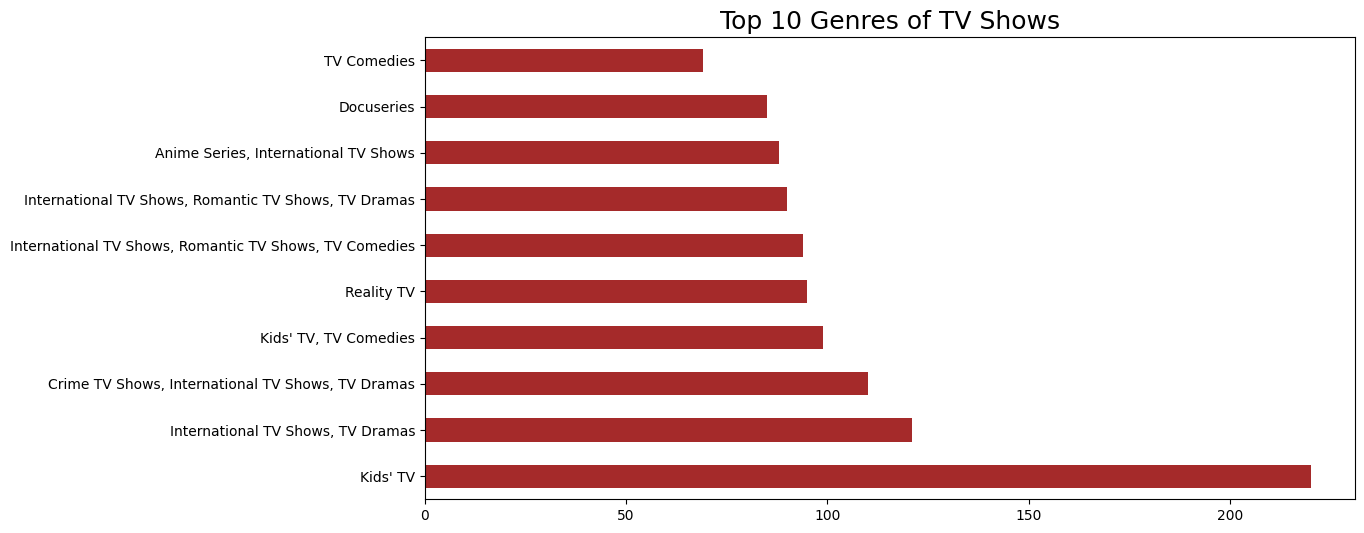 Top 10 Genres of TV Shows
TV Comedies
Docuseries
Anime Series, International TV Shows
International TV Shows, Romantic TV Shows, TV Dramas
International TV Shows, Romantic TV Shows, TV Comedies
Reality TV
Kids' TV, TV Comedies
Crime TV Shows, International TV Shows, TV Dramas
International TV Shows, TV Dramas
Kids' TV
0 50 100 150 200